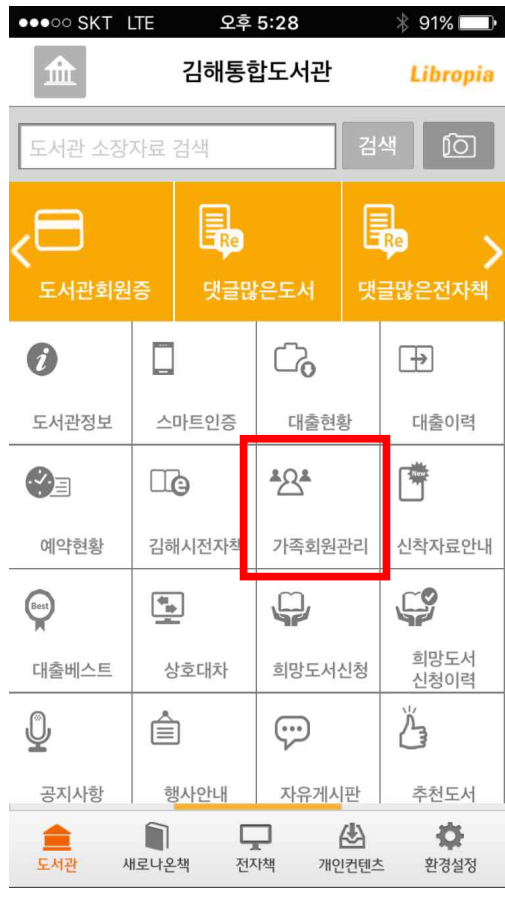 SKT LTE 오후 5:28 91%
김해통합도서관 Libropia
도서관 소장자료 검색 검색
Re Re
도서관회원증 댓글많은도서 댓글많은전자책
도서관정보 스마트인증 대출현황 대출이력
New
예약현황 김해시전자책 가족회원관리 신착자료안내
Best
대출베스트 상호대차 희망도서신청 희망도서
신청이력
공지사항 행사안내 자유게시판 추천도서
도서관 새로나온책 전자책 개인컨텐츠 환경설정